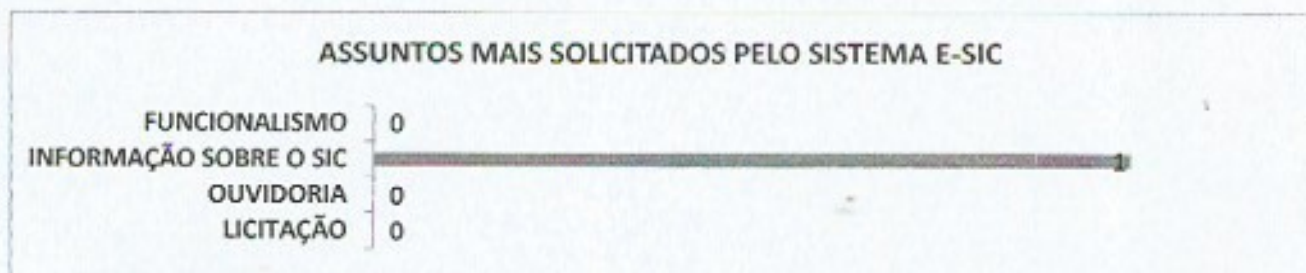 ASSUNTOS MAIS SOLICITADOS PELO SISTEMA E-SIC
FUNCIONALISMO 0
INFORMAÇÃO SOBRE O SIC 1
OUVIDORIA 0
LICITAÇÃO 0